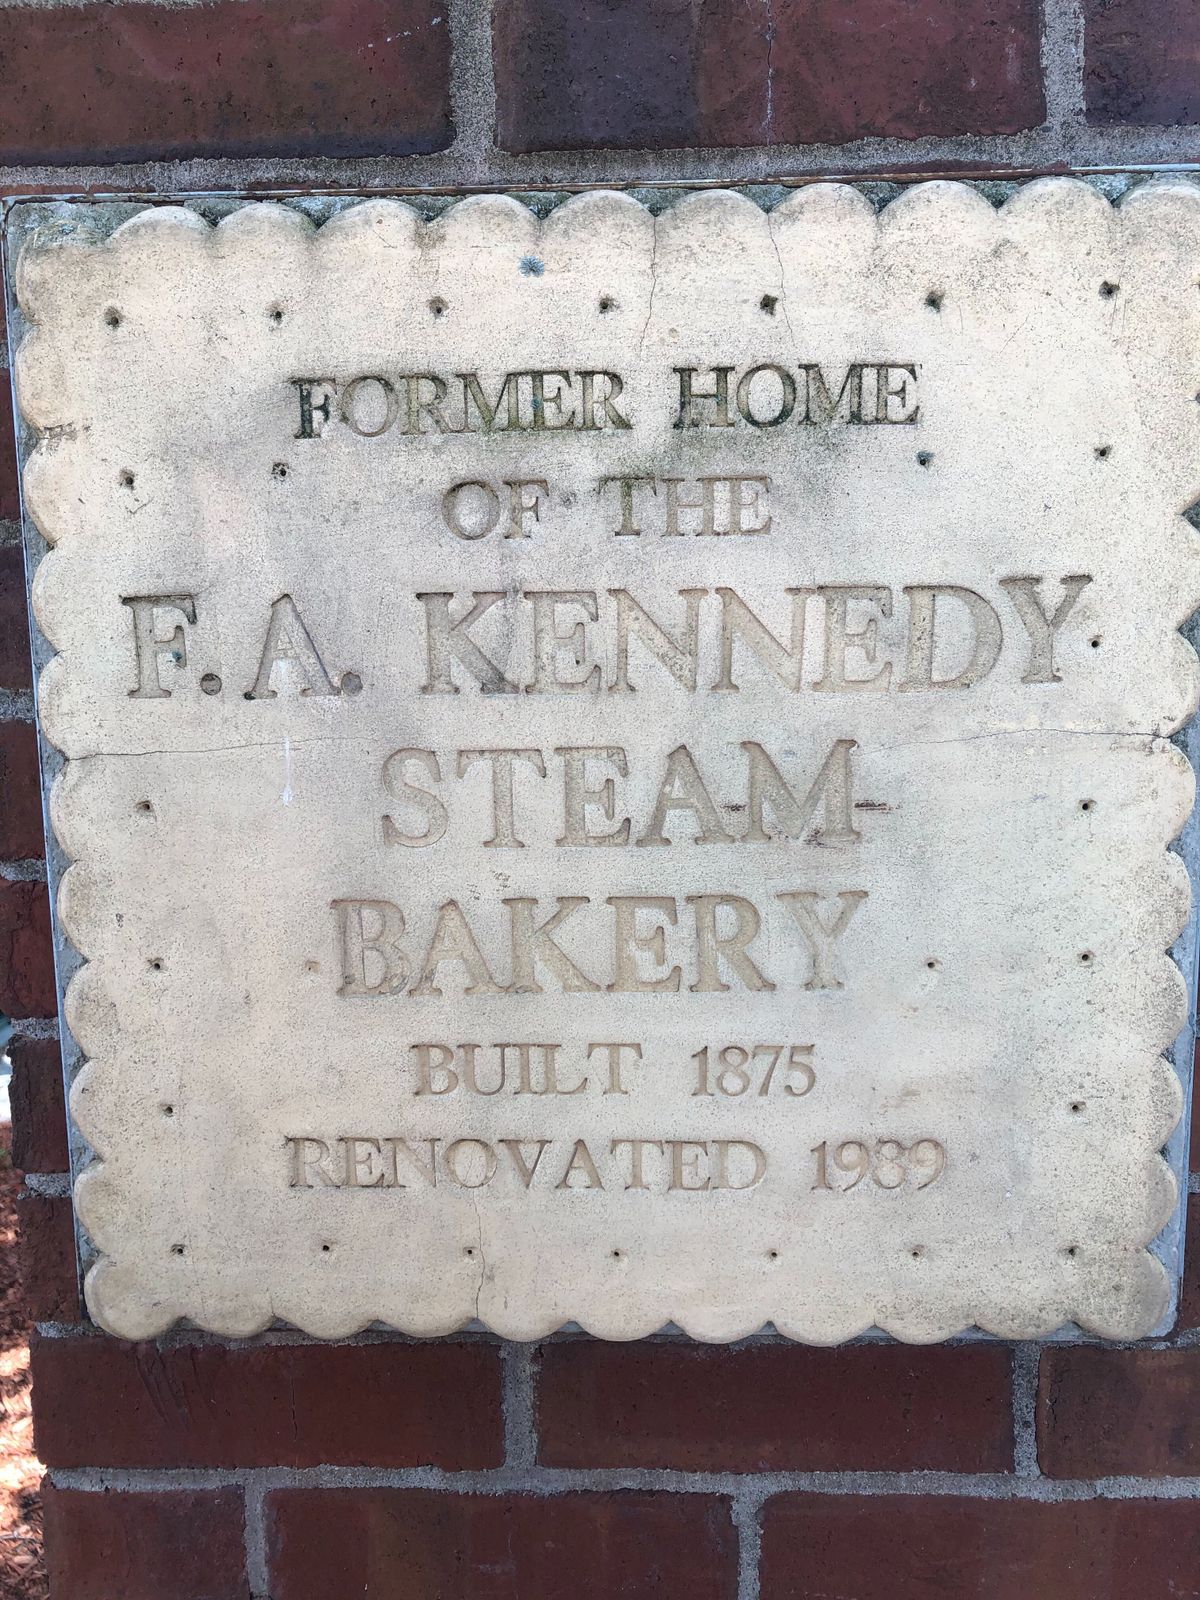 FORMER HOME
OF THE
F.A. KENNEDY
STEAM
BAKERY
BUILT 1875
RENOVATED 1989